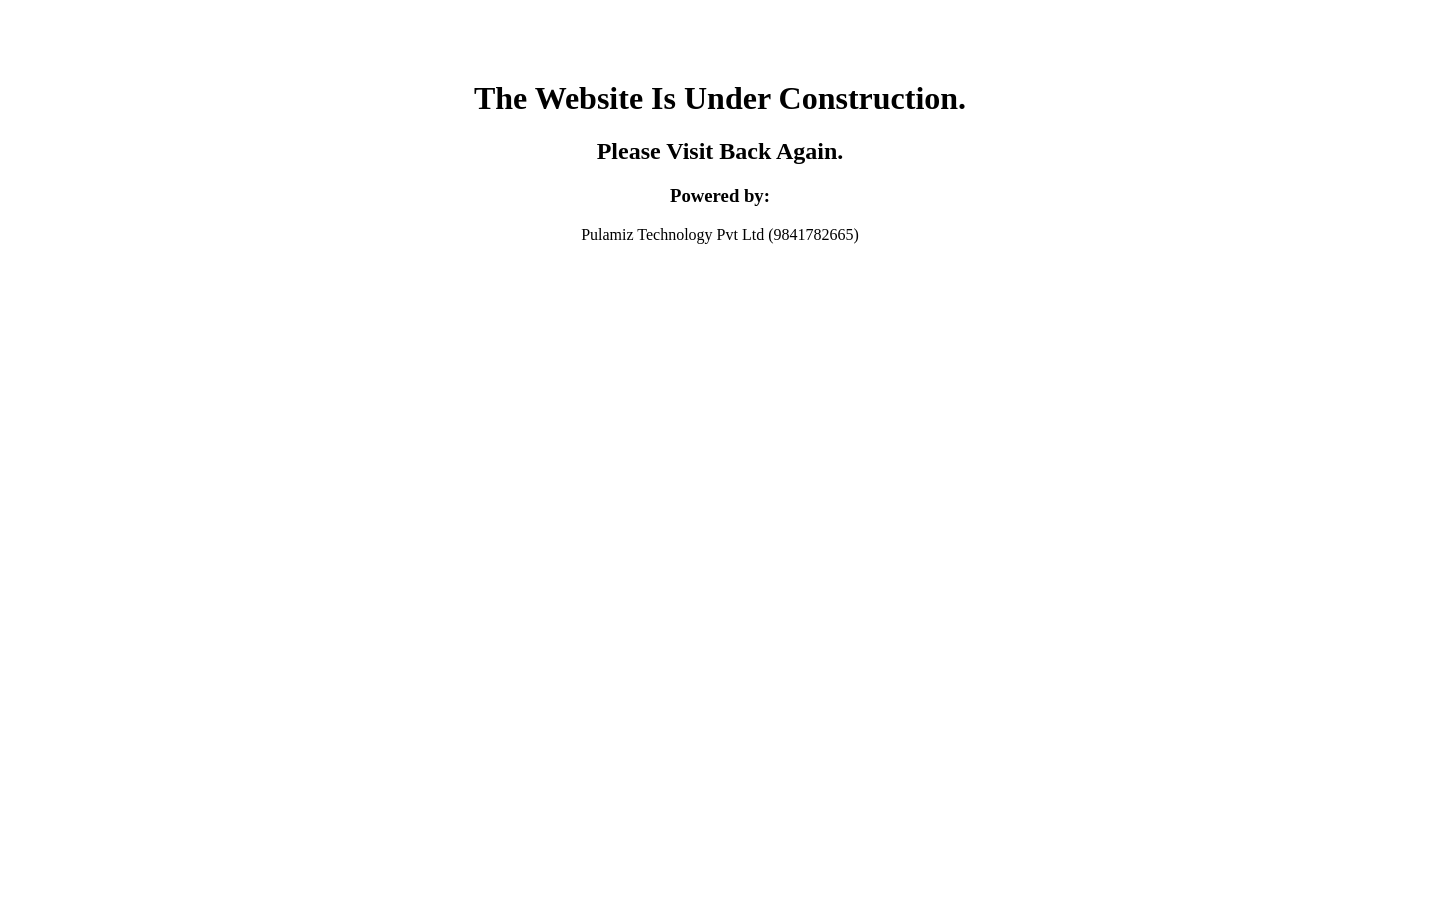 The Website Is Under Construction.
Please Visit Back Again.
Powered by:
Pulamiz Technology Pvt Ltd (9841782665)